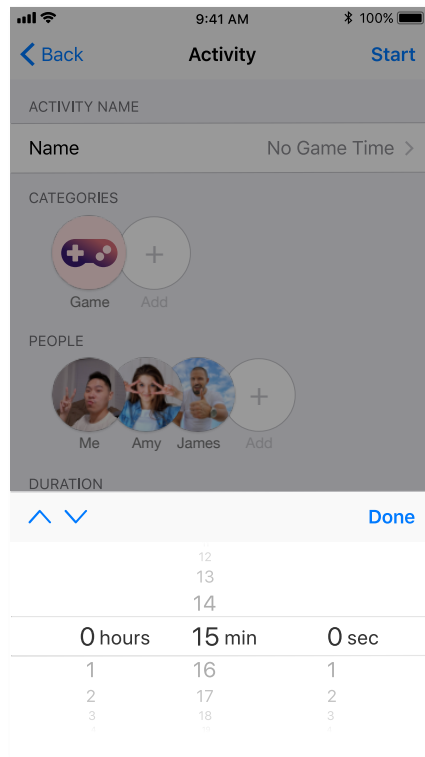 9:41 AM 100%
Back Activity Start
ACTIVITY NAME
Name No Game Time
CATEGORIES
+
Game Add
PEOPLE
+
Me Amy James Add
DURATION
Done
12
13
14
0 hours 15 min 0 sec
1 16 1
2 17 2
3 18 3